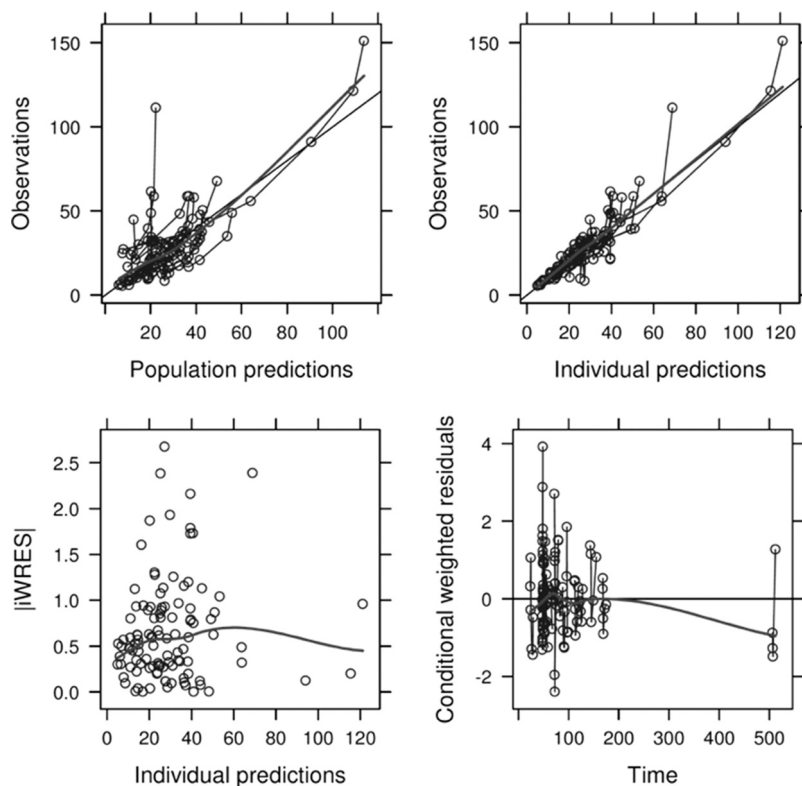 150
100
50
0
Observations
20 40 60 80 100 120
Population predictions
150
100
50
0
Observations
0 20 40 60 80 100 120
Individual predictions
2.5
2.0
1.5
1.0
0.5
0.0
|iWRES|
0 20 40 60 80 100 120
Individual predictions
4
2
0
-2
Conditional weighted residuals
100 200 300 400 500
Time